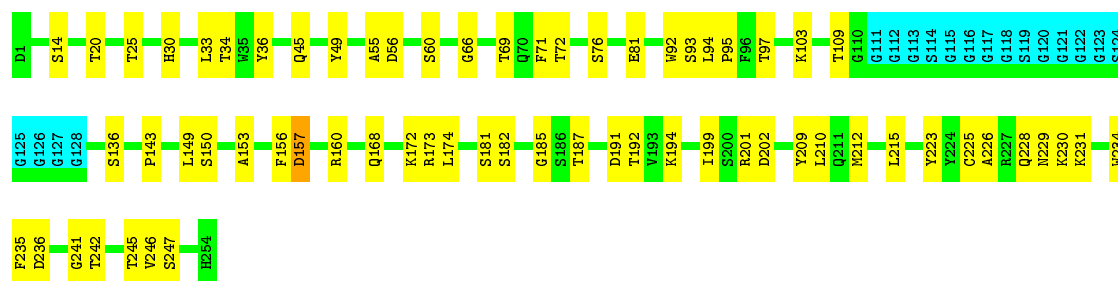 D1 S14 T20 T25 H30 L33 T34 W35 Y36 Q45 Y49 A55 D56 S60 G66 T69 Q70 F71 T72 S76 E81 W92 S93 L94 P95 F96 T97 K103 T109 G110 G111 G112 G113 S114 G115 G116 G117 G118 S119 G120 G121 G122 G123 S124
G125 G126 G127 G128 S136 P143 L149 S150 A153 F156 D157 R160 Q168 K172 R173 L174 S181 S182 G185 S186 T187 D191 T192 V193 K194 I199 S200 R201 D202 Y209 L210 Q211 M212 L215 Y223 Y224 C225 A226 R227 Q228 N229 K230 K231 W234
F235 D236 G241 T242 T245 V246 S247 H254